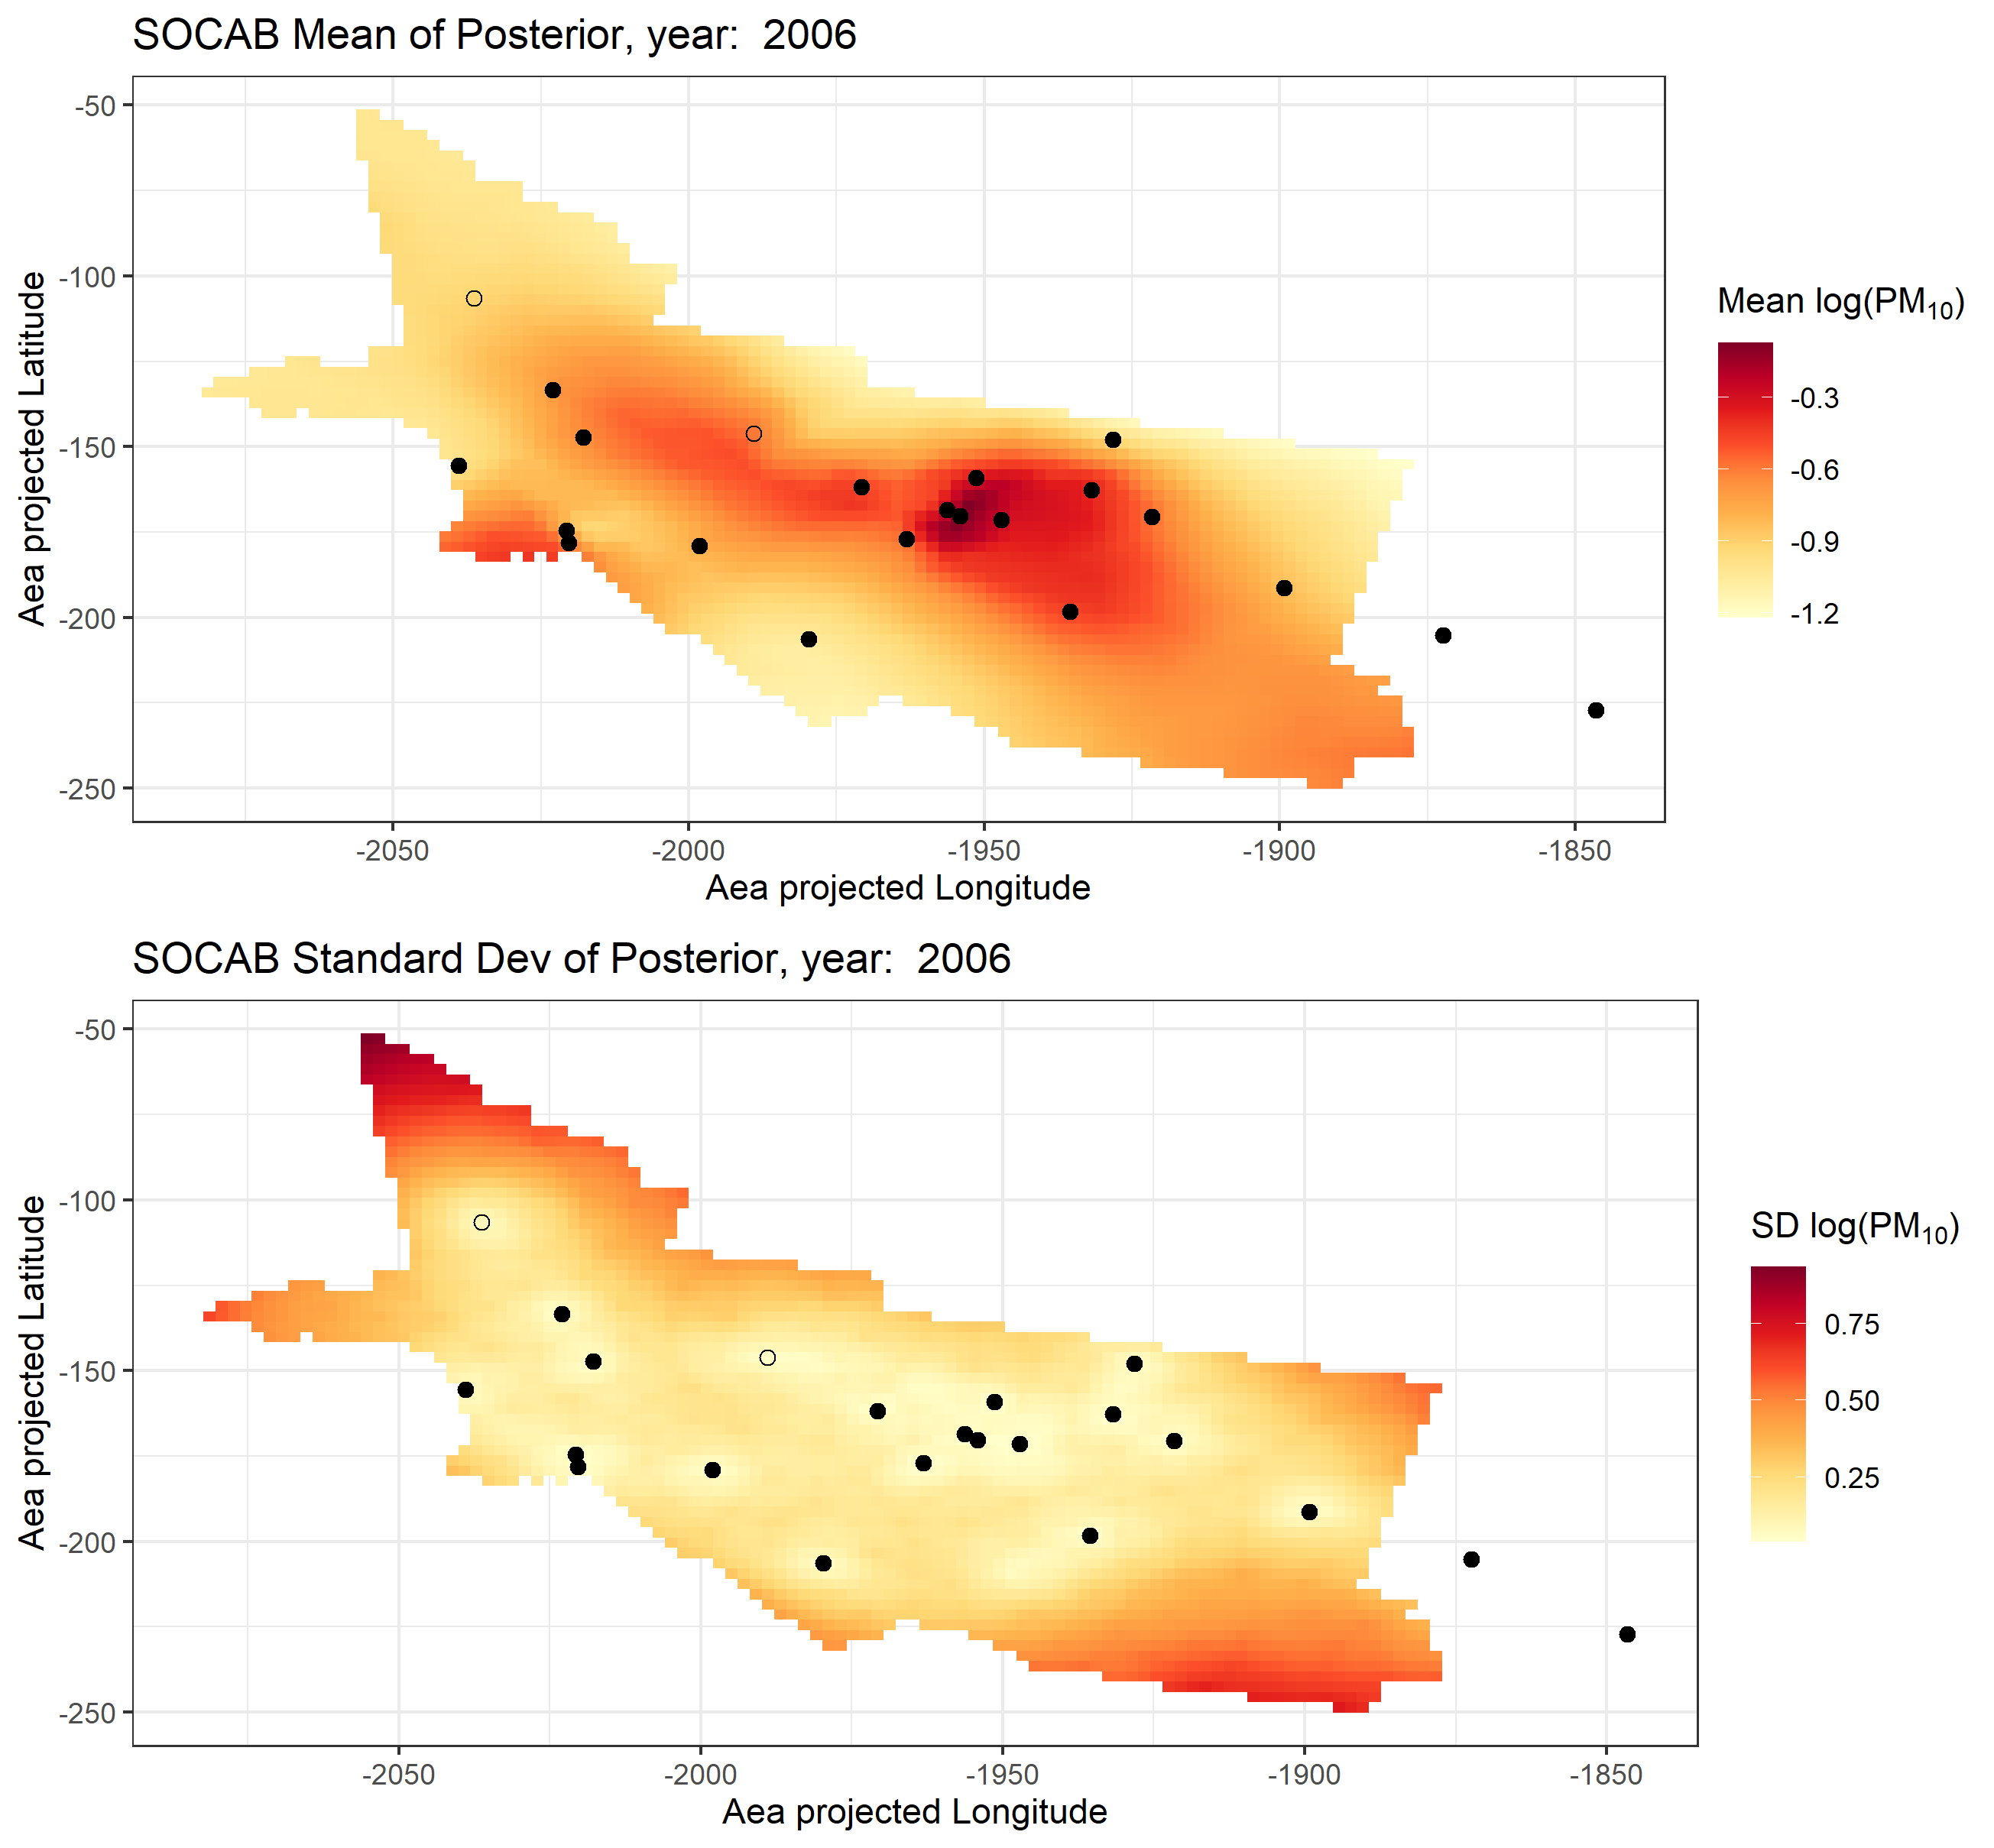 SOCAB Mean of Posterior, year:  2006
Aea projected Latitude
-50
-100
-150
-200
-250
-2050 -2000 -1950 -1900 -1850
Aea projected Longitude
Mean log(PM₁₀)
-0.3
-0.6
-0.9
-1.2
SOCAB Standard Dev of Posterior, year:  2006
Aea projected Latitude
-50
-100
-150
-200
-250
-2050 -2000 -1950 -1900 -1850
Aea projected Longitude
SD log(PM₁₀)
0.75
0.50
0.25